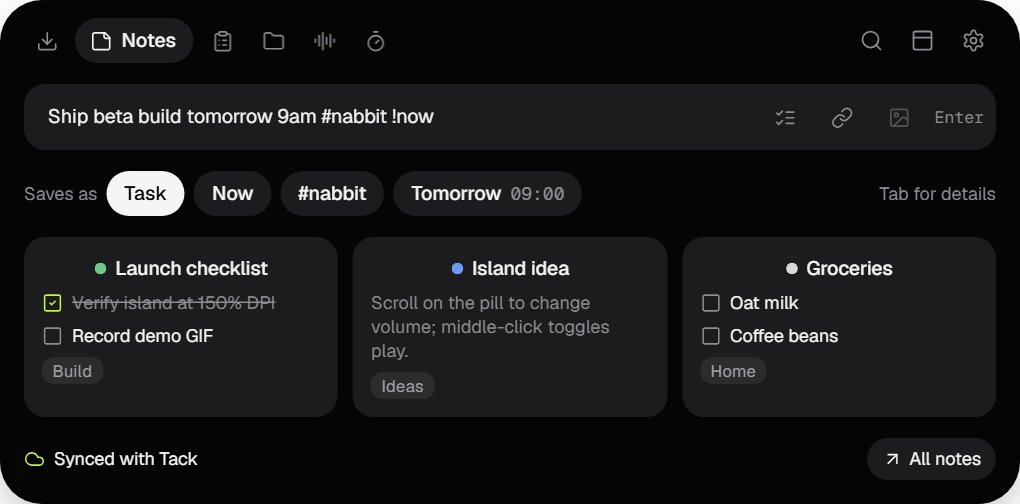 Notes
Ship beta build tomorrow 9am #nabbit !now
Enter
Saves as Task Now #nabbit Tomorrow 09:00 Tab for details
Launch checklist
Verify island at 150% DPI
Record demo GIF
Build
Island idea
Scroll on the pill to change
volume; middle-click toggles
play.
Ideas
Groceries
Oat milk
Coffee beans
Home
Synced with Tack
All notes